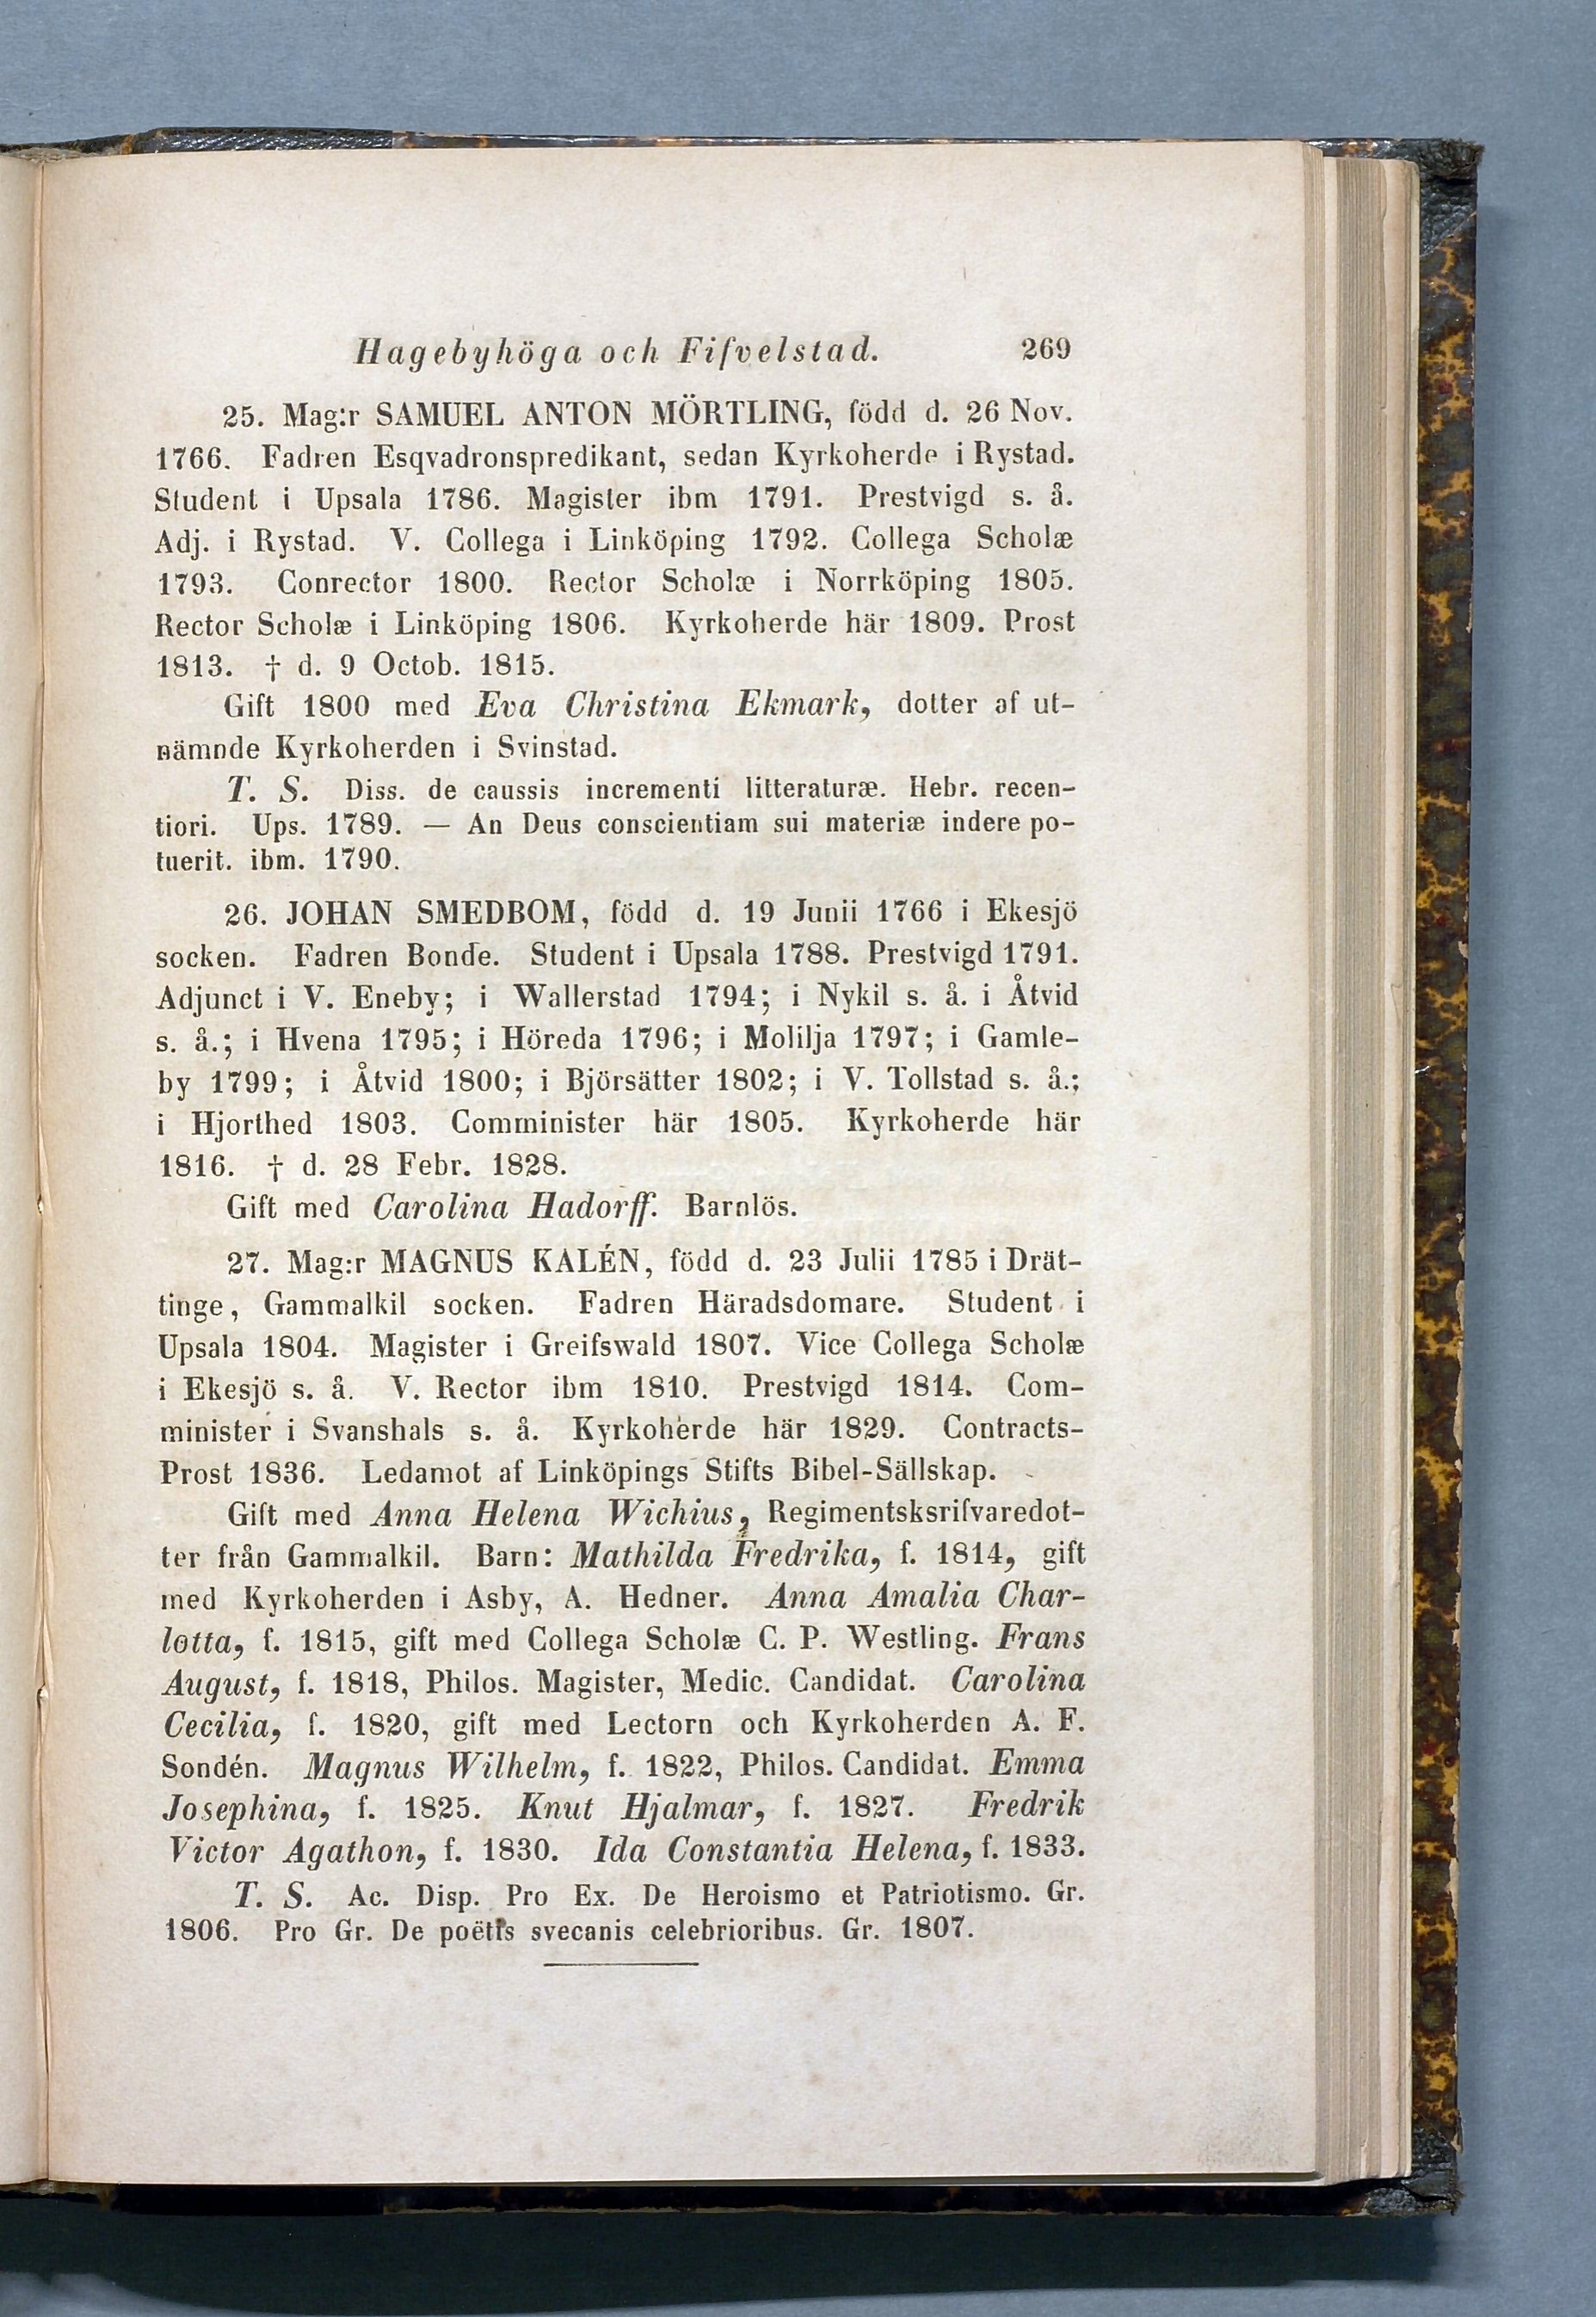 Hagebyhöga och Fifvelstad. 269
25. Mag:r SAMUEL ANTON MÖRTLING, född d. 26 Nov.
1766. Fadren Esqvadronspredikant, sedan Kyrkoherde i Rystad.
Student i Upsala 1786. Magister ibm 1791. Prestvigd s. å.
Adj. i Rystad. V. Collega i Linköping 1792. Collega Scholæ
1793. Conrector 1800. Rector Scholæ i Norrköping 1805.
Rector Scholæ i Linköping 1806. Kyrkoherde här 1809. Prost
1813. † d. 9 Octob. 1815.
Gift 1800 med Eva Christina Ekmark, dotter af ut-
nämnde Kyrkoherden i Svinstad.
T. S. Diss. de caussis incrementi litteraturæ. Hebr. recen-
tiori. Ups. 1789. — An Deus conscientiam sui materiæ indere po-
tuerit. ibm. 1790.
26. JOHAN SMEDBOM, född d. 19 Junii 1766 i Ekesjö
socken. Fadren Bonde. Student i Upsala 1788. Prestvigd 1791.
Adjunct i V. Eneby; i Wallerstad 1794; i Nykil s. å. i Åtvid
s. å.; i Hvena 1795; i Höreda 1796; i Molilja 1797; i Gamle-
by 1799; i Åtvid 1800; i Björsätter 1802; i V. Tollstad s. å.;
i Hjorthed 1803. Comminister här 1805. Kyrkoherde här
1816. † d. 28 Febr. 1828.
Gift med Carolina Hadorff. Barnlös.
27. Mag:r MAGNUS KALÉN, född d. 23 Julii 1785 i Drät-
tinge, Gammalkil socken. Fadren Häradsdomare. Student i
Upsala 1804. Magister i Greifswald 1807. Vice Collega Scholæ
i Ekesjö s. å. V. Rector ibm 1810. Prestvigd 1814. Com-
minister i Svanshals s. å. Kyrkoherde här 1829. Contracts-
Prost 1836. Ledamot af Linköpings Stifts Bibel-Sällskap.
Gift med Anna Helena Wichius, Regimentsksrifvaredot-
ter från Gammalkil. Barn: Mathilda Fredrika, f. 1814, gift
med Kyrkoherden i Asby, A. Hedner. Anna Amalia Char-
lotta, f. 1815, gift med Collega Scholæ C. P. Westling. Frans
August, f. 1818, Philos. Magister, Medic. Candidat. Carolina
Cecilia, f. 1820, gift med Lectorn och Kyrkoherden A. F.
Sondén. Magnus Wilhelm, f. 1822, Philos. Candidat. Emma
Josephina, f. 1825. Knut Hjalmar, f. 1827. Fredrik
Victor Agathon, f. 1830. Ida Constantia Helena, f. 1833.
T. S. Ac. Disp. Pro Ex. De Heroismo et Patriotismo. Gr.
1806. Pro Gr. De poëtis svecanis celebrioribus. Gr. 1807.